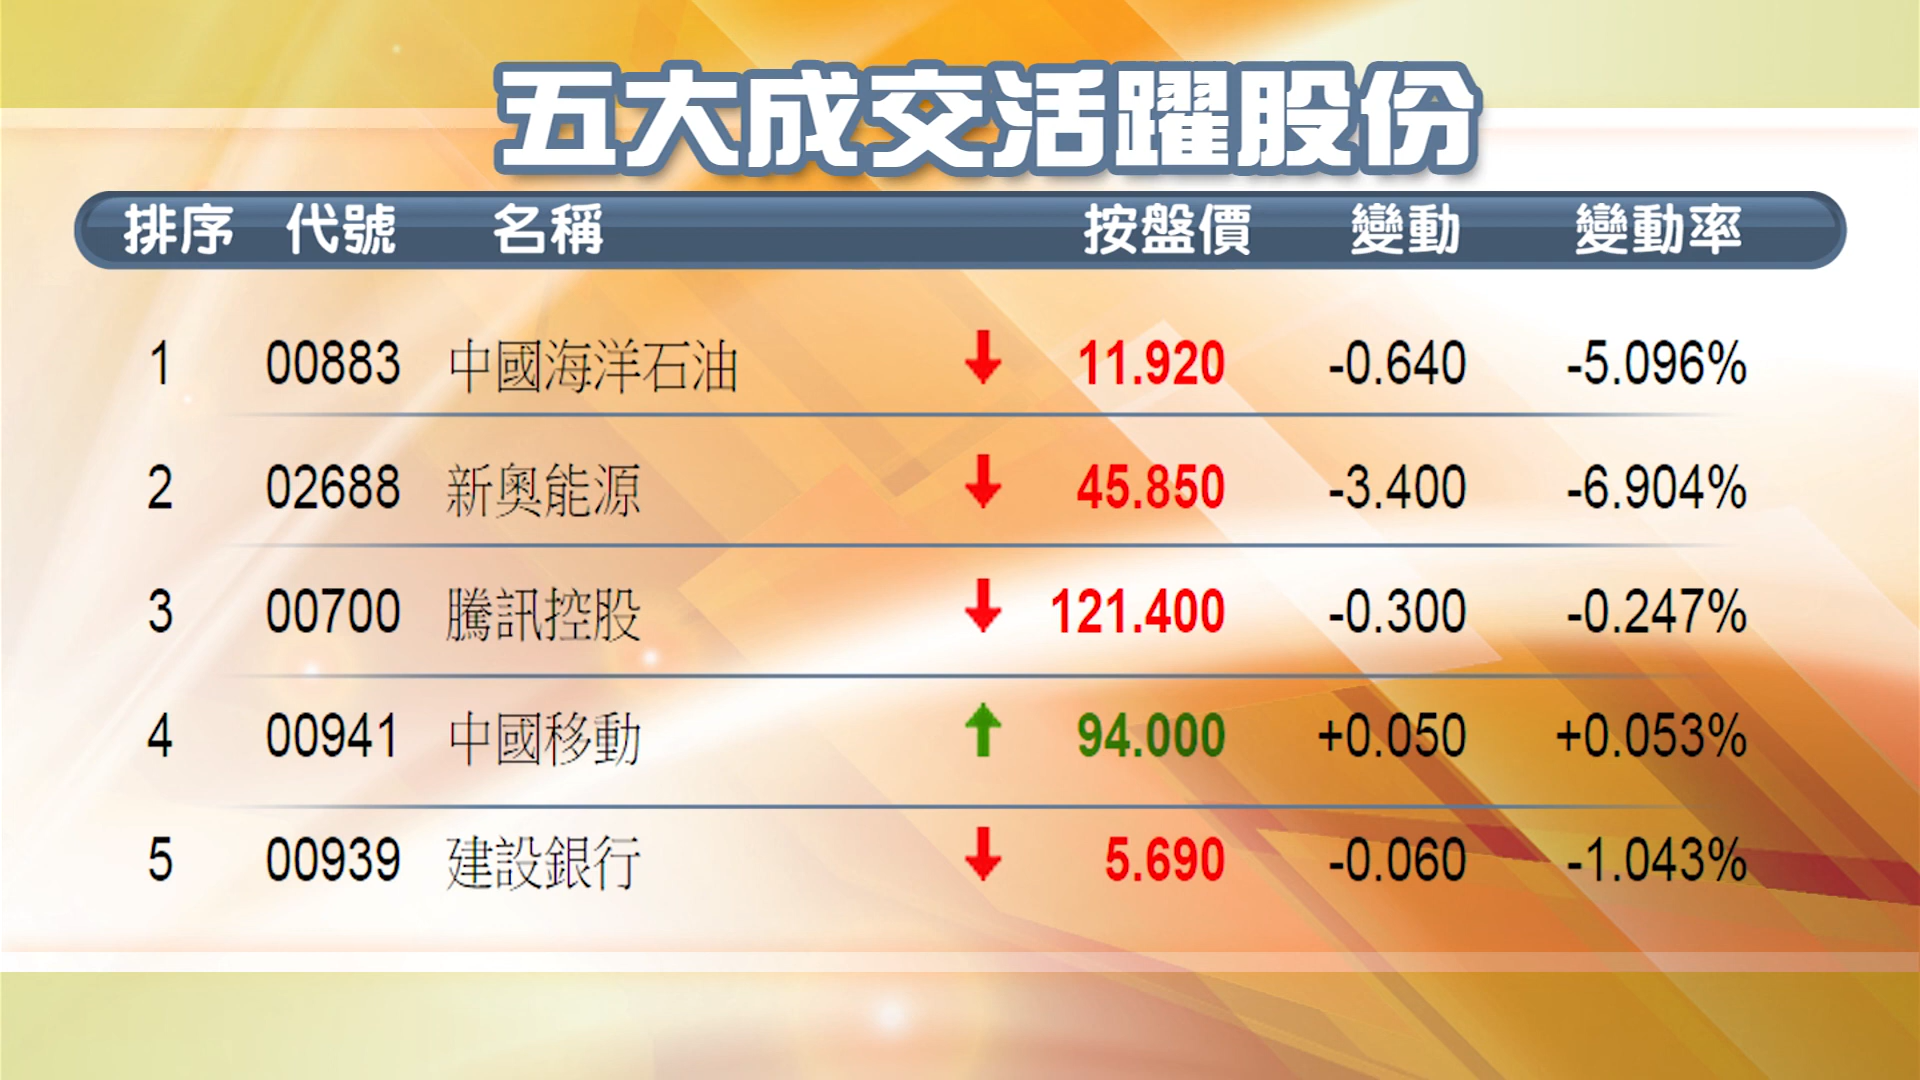 五大成交活躍股份
排序 代號 名稱 按盤價 變動 變動率
1 00883 中國海洋石油 11.920 -0.640 -5.096%
2 02688 新奧能源 45.850 -3.400 -6.904%
3 00700 騰訊控股 121.400 -0.300 -0.247%
4 00941 中國移動 94.000 +0.050 +0.053%
5 00939 建設銀行 5.690 -0.060 -1.043%